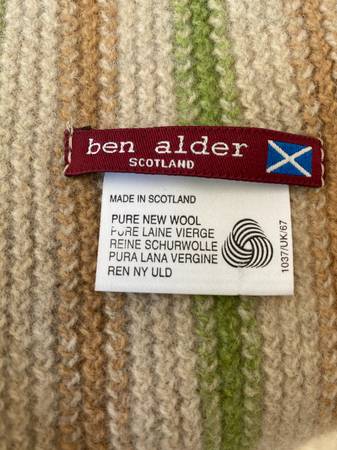 ben alder
SCOTLAND
MADE IN SCOTLAND
PURE NEW WOOL
PURE LAINE VIERGE
REINE SCHURWOLLE
PURA LANA VERGINE
REN NY ULD
1037/UK/67